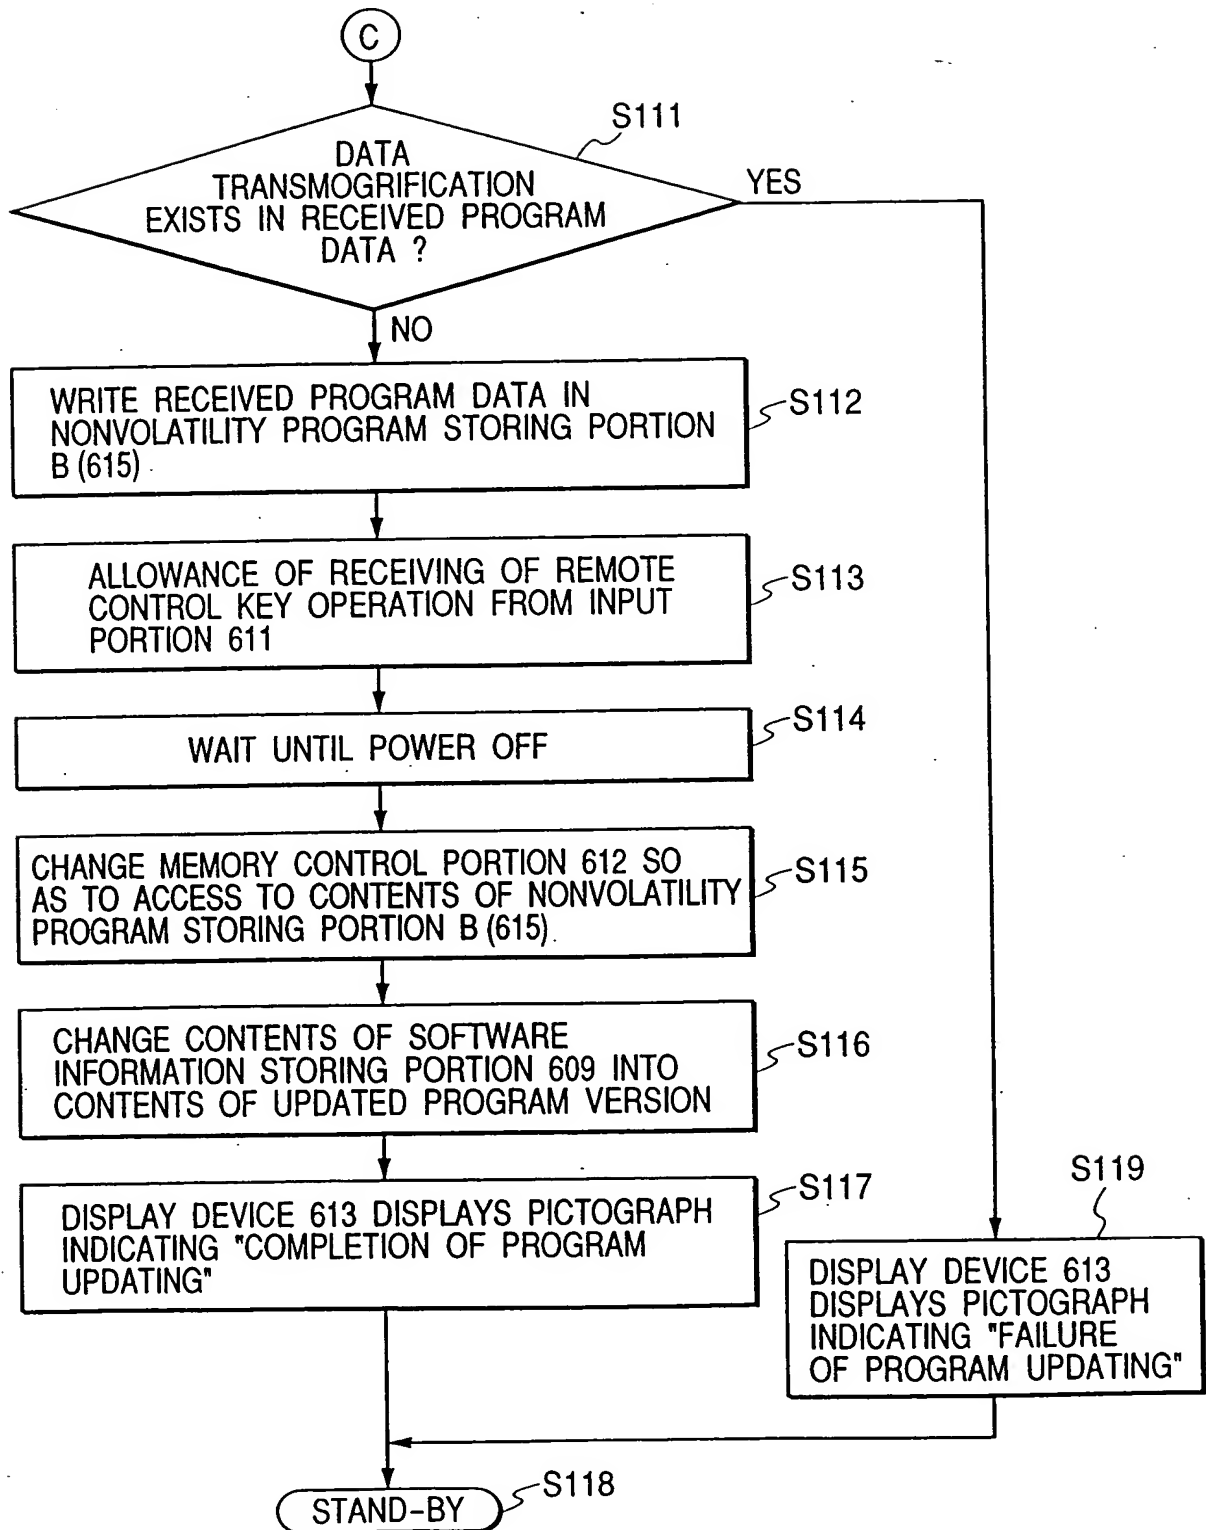 C
S111
DATA
TRANSMOGRIFICATION
EXISTS IN RECEIVED PROGRAM
DATA ?
YES
NO
WRITE RECEIVED PROGRAM DATA IN
NONVOLATILITY PROGRAM STORING PORTION
B (615)
S112
ALLOWANCE OF RECEIVING OF REMOTE
CONTROL KEY OPERATION FROM INPUT
PORTION 611
S113
WAIT UNTIL POWER OFF
S114
CHANGE MEMORY CONTROL PORTION 612 SO
AS TO ACCESS TO CONTENTS OF NONVOLATILITY
PROGRAM STORING PORTION B (615)
S115
CHANGE CONTENTS OF SOFTWARE
INFORMATION STORING PORTION 609 INTO
CONTENTS OF UPDATED PROGRAM VERSION
S116
DISPLAY DEVICE 613 DISPLAYS PICTOGRAPH
INDICATING "COMPLETION OF PROGRAM
UPDATING"
S117
S119
DISPLAY DEVICE 613
DISPLAYS PICTOGRAPH
INDICATING "FAILURE
OF PROGRAM UPDATING"
STAND-BY
S118